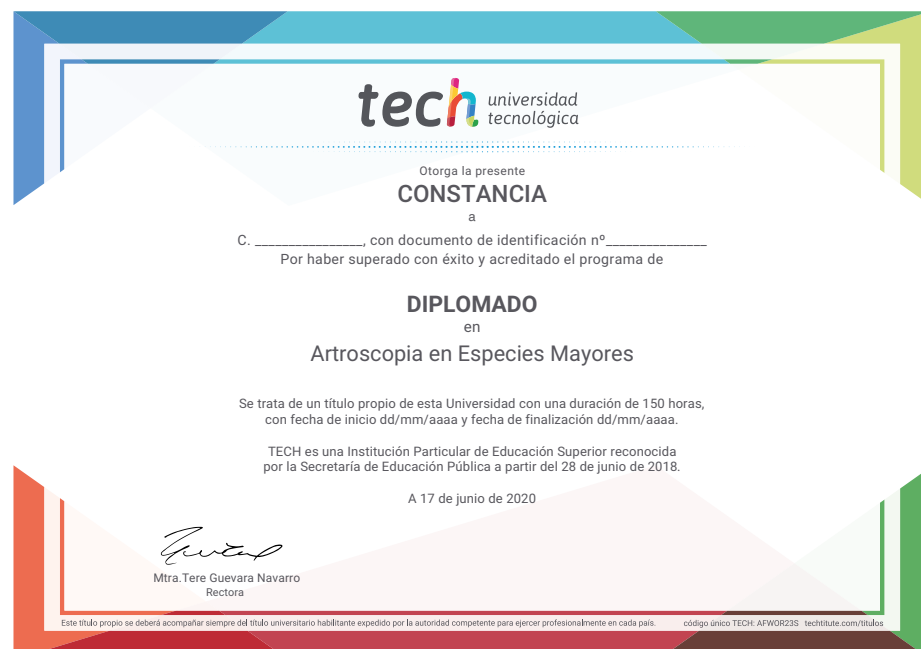 tech universidad
tecnológica
Otorga la presente
CONSTANCIA
a
C. ________________, con documento de identificación nº_______________
Por haber superado con éxito y acreditado el programa de
DIPLOMADO
en
Artroscopia en Especies Mayores
Se trata de un título propio de esta Universidad con una duración de 150 horas,
con fecha de inicio dd/mm/aaaa y fecha de finalización dd/mm/aaaa.
TECH es una Institución Particular de Educación Superior reconocida
por la Secretaría de Educación Pública a partir del 28 de junio de 2018.
A 17 de junio de 2020
Mtra.Tere Guevara Navarro
Rectora
Este título propio se deberá acompañar siempre del título universitario habilitante expedido por la autoridad competente para ejercer profesionalmente en cada país. código único TECH: AFWOR23S techtitute.com/titulos